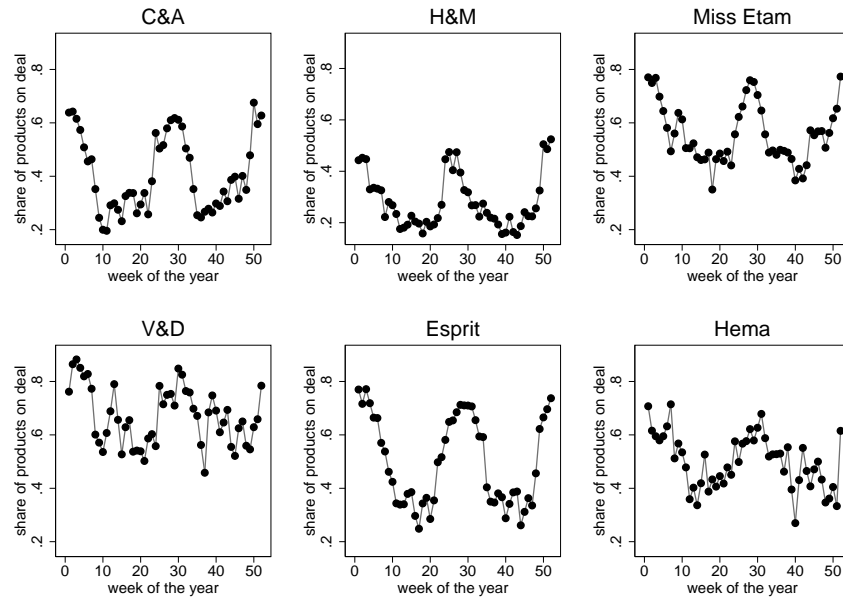 C&A
share of products on deal
.2 .4 .6 .8
0 10 20 30 40 50
week of the year
H&M
share of products on deal
.2 .4 .6 .8
0 10 20 30 40 50
week of the year
Miss Etam
share of products on deal
.2 .4 .6 .8
0 10 20 30 40 50
week of the year
V&D
share of products on deal
.2 .4 .6 .8
0 10 20 30 40 50
week of the year
Esprit
share of products on deal
.2 .4 .6 .8
0 10 20 30 40 50
week of the year
Hema
share of products on deal
.2 .4 .6 .8
0 10 20 30 40 50
week of the year